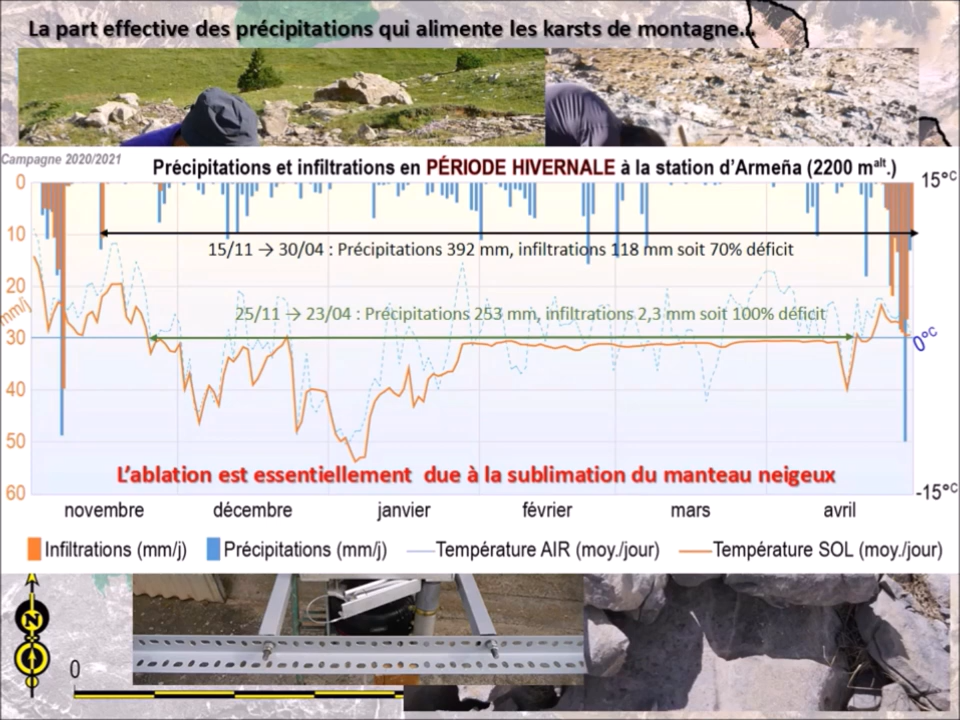 La part effective des précipitations qui alimente les karsts de montagne...
Campagne 2020/2021
Précipitations et infiltrations en PÉRIODE HIVERNALE à la station d'Armeña (2200 m alt.)
0
15°C
10
15/11 → 30/04 : Précipitations 392 mm, infiltrations 118 mm soit 70% déficit
20
mm/j
25/11 → 23/04 : Précipitations 253 mm, infiltrations 2,3 mm soit 100% déficit
30
0°C
40
50
L'ablation est essentiellement due à la sublimation du manteau neigeux
60
-15°C
novembre décembre janvier février mars avril
Infiltrations (mm/j) Précipitations (mm/j) Température AIR (moy./jour) Température SOL (moy./jour)
N
0